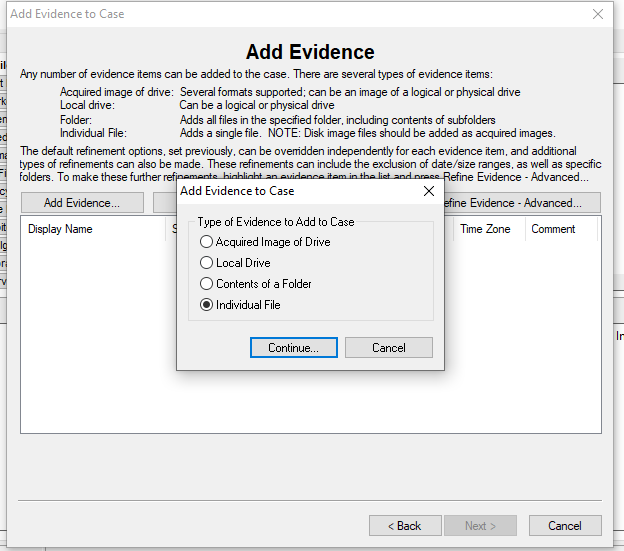 Add Evidence to Case
Add Evidence
Any number of evidence items can be added to the case. There are several types of evidence items:
Acquired image of drive: Several formats supported; can be an image of a logical or physical drive
Local drive: Can be a logical or physical drive
Folder: Adds all files in the specified folder, including contents of subfolders
Individual File: Adds a single file. NOTE: Disk image files should be added as acquired images.
The default refinement options, set previously, can be overridden independently for each evidence item, and additional
types of refinements can also be made. These refinements can include the exclusion of date/size ranges, as well as specific
folders. To make these further refinements, highlight an evidence item in the list and press Refine Evidence - Advanced...
Add Evidence to Case
Add Evidence...
efine Evidence - Advanced...
Type of Evidence to Add to Case
Display Name
Time Zone
Comment
Acquired Image of Drive
Local Drive
Contents of a Folder
Individual File
Continue...
Cancel
< Back
Next >
Cancel